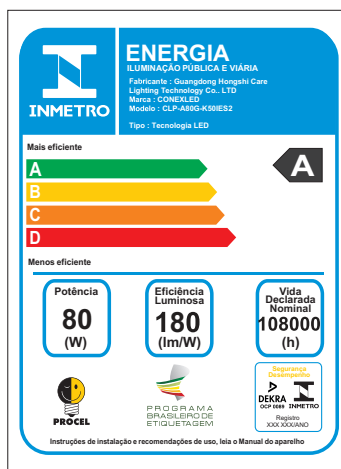 INMETRO
ENERGIA
ILUMINAÇÃO PÚBLICA E VIÁRIA
Fabricante : Guangdong Hongshi Care
Lighting Technology Co.. LTD
Marca : CONEXLED
Modelo : CLP-A80G-K50IES2
Tipo : Tecnologia LED
Mais eficiente
A
A
B
C
D
Menos eficiente
Potência
80
(W)
Eficiência
Luminosa
180
(lm/W)
Vida
Declarada
Nominal
108000
(h)
PROCEL
PROGRAMA
BRASILEIRO DE
ETIQUETAGEM
Segurança
Desempenho
DEKRA
OCP 0089
INMETRO
Registro
XXX XXX/ANO
Instruções de instalação e recomendações de uso, leia o Manual do aparelho